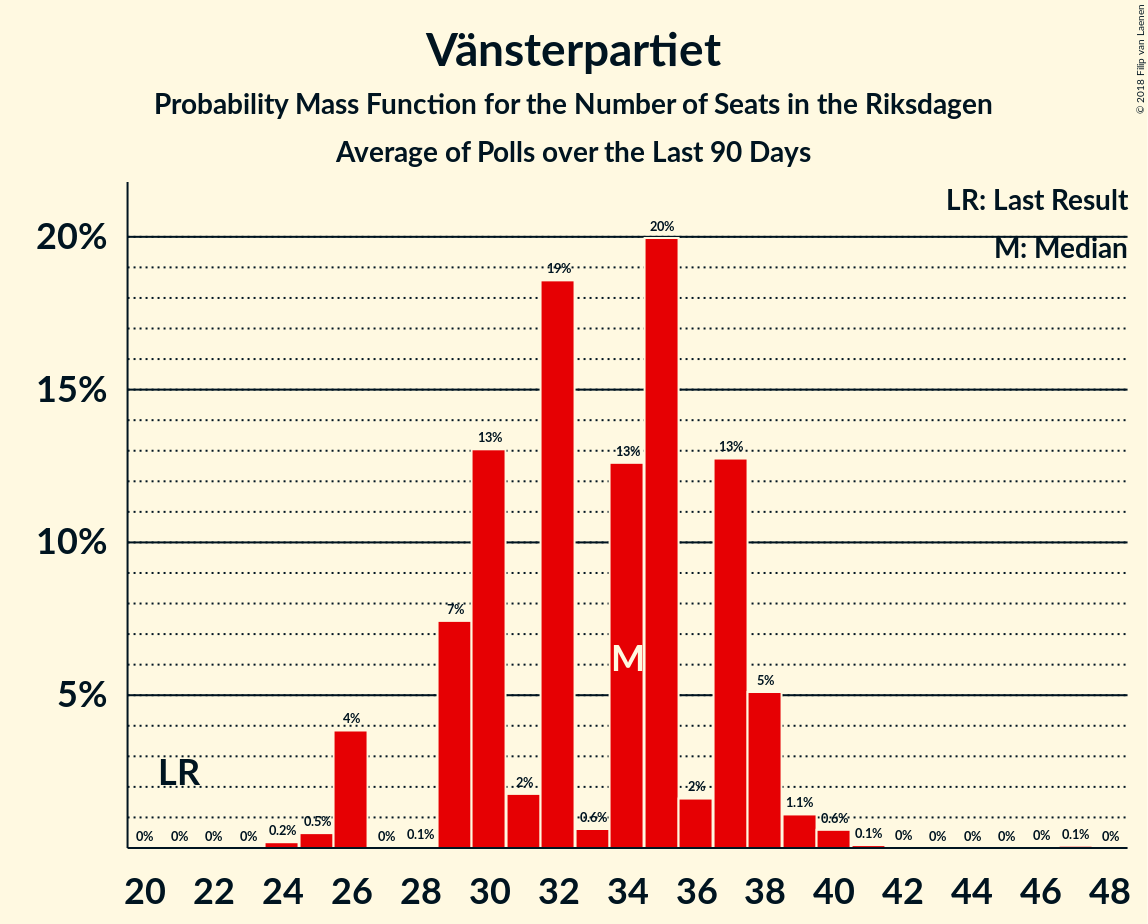 Vänsterpartiet
Probability Mass Function for the Number of Seats in the Riksdagen
Average of Polls over the Last 90 Days
© 2018 Filip van Laenen
LR: Last Result
M: Median
20%
15%
10%
5%
0% 0% 0% 0% 0.2% 0.5% 4% 0% 0.1% 7% 13% 2% 19% 0.6% 13% 20% 2% 13% 5% 1.1% 0.6% 0.1% 0% 0% 0% 0% 0% 0.1% 0%
LR
M
20 22 24 26 28 30 32 34 36 38 40 42 44 46 48